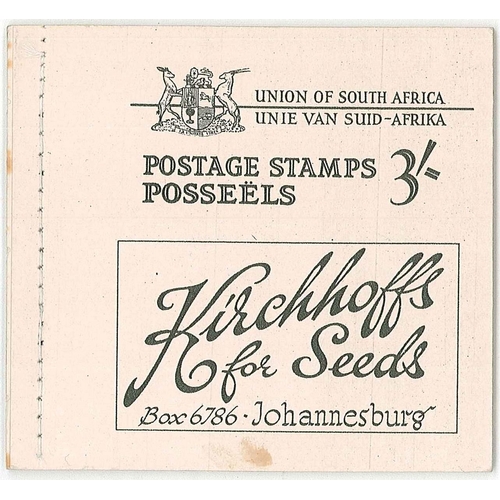 UNION OF SOUTH AFRICA
UNIE VAN SUID-AFRIKA
POSTAGE STAMPS 3/=
POSSEËLS
Kirchhoffs
for Seeds
Box 6786 · Johannesburg